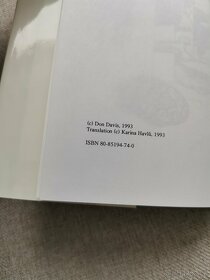 (c) Don Davis, 1993
Translation (c) Karina Havlů, 1993
ISBN 80-85194-74-0